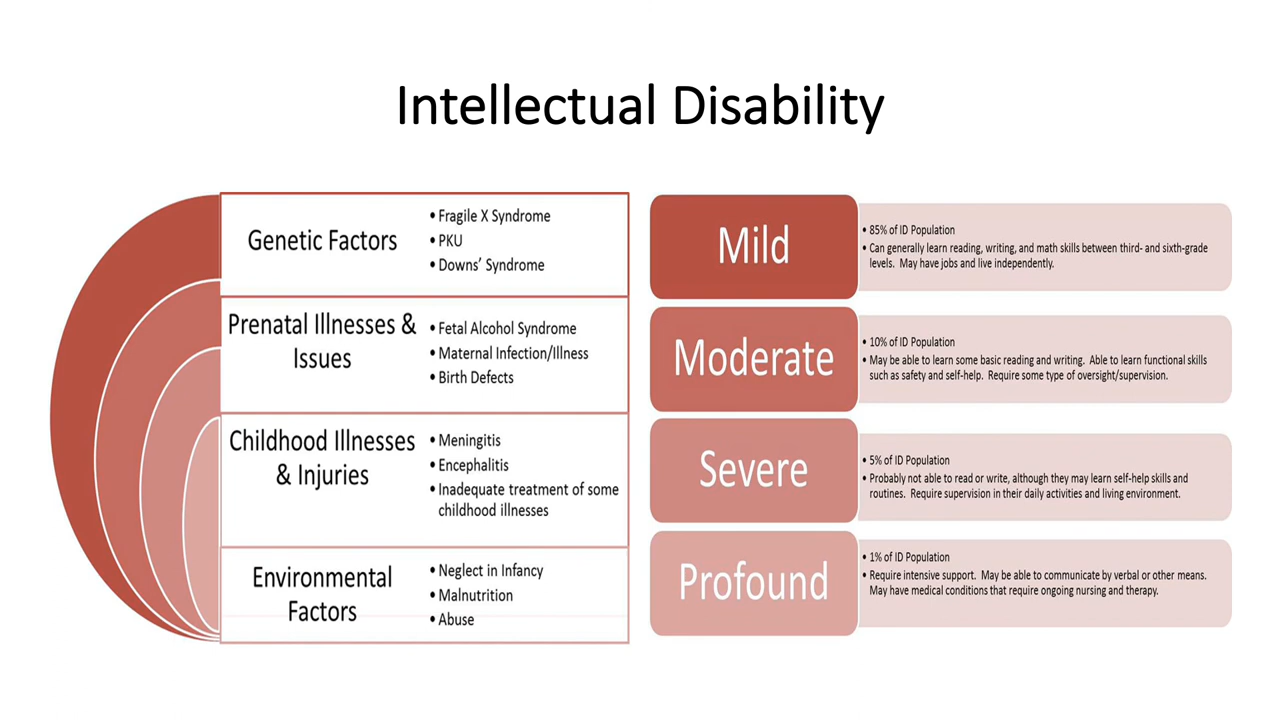 Intellectual Disability
Genetic Factors
• Fragile X Syndrome
• PKU
• Downs’ Syndrome
Prenatal Illnesses &
Issues
• Fetal Alcohol Syndrome
• Maternal Infection/Illness
• Birth Defects
Childhood Illnesses
& Injuries
• Meningitis
• Encephalitis
• Inadequate treatment of some
childhood illnesses
Environmental
Factors
• Neglect in Infancy
• Malnutrition
• Abuse
Mild
• 85% of ID Population
• Can generally learn reading, writing, and math skills between third- and sixth-grade
levels. May have jobs and live independently.
Moderate
• 10% of ID Population
• May be able to learn some basic reading and writing. Able to learn functional skills
such as safety and self-help. Require some type of oversight/supervision.
Severe
• 5% of ID Population
• Probably not able to read or write, although they may learn self-help skills and
routines. Require supervision in their daily activities and living environment.
Profound
• 1% of ID Population
• Require intensive support. May be able to communicate by verbal or other means.
May have medical conditions that require ongoing nursing and therapy.